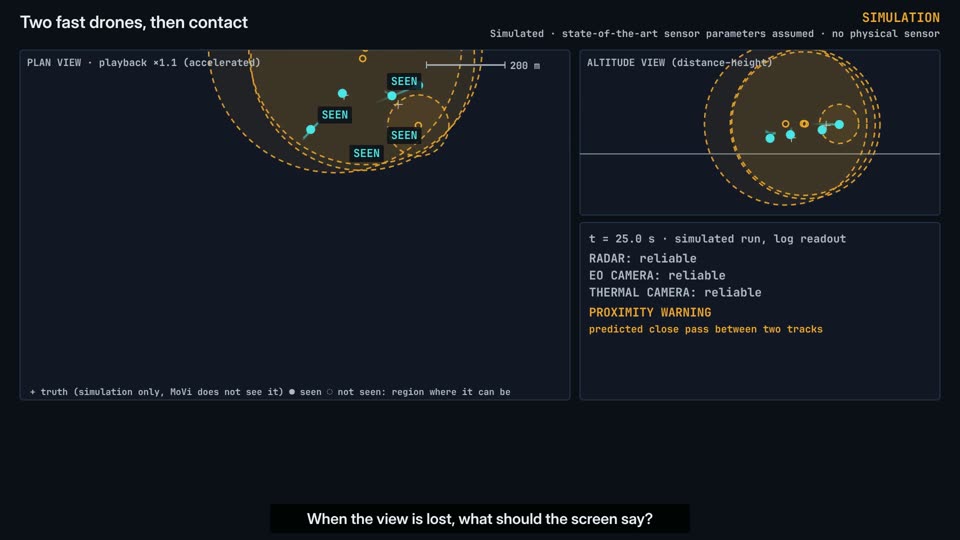 Two fast drones, then contact
SIMULATION
Simulated · state-of-the-art sensor parameters assumed · no physical sensor
PLAN VIEW · playback ×1.1 (accelerated)
200 m
SEEN
SEEN
SEEN
SEEN
+ truth (simulation only, MoVi does not see it) ● seen ◌ not seen: region where it can be
ALTITUDE VIEW (distance-height)
t = 25.0 s · simulated run, log readout
RADAR: reliable
EO CAMERA: reliable
THERMAL CAMERA: reliable
PROXIMITY WARNING
predicted close pass between two tracks
When the view is lost, what should the screen say?